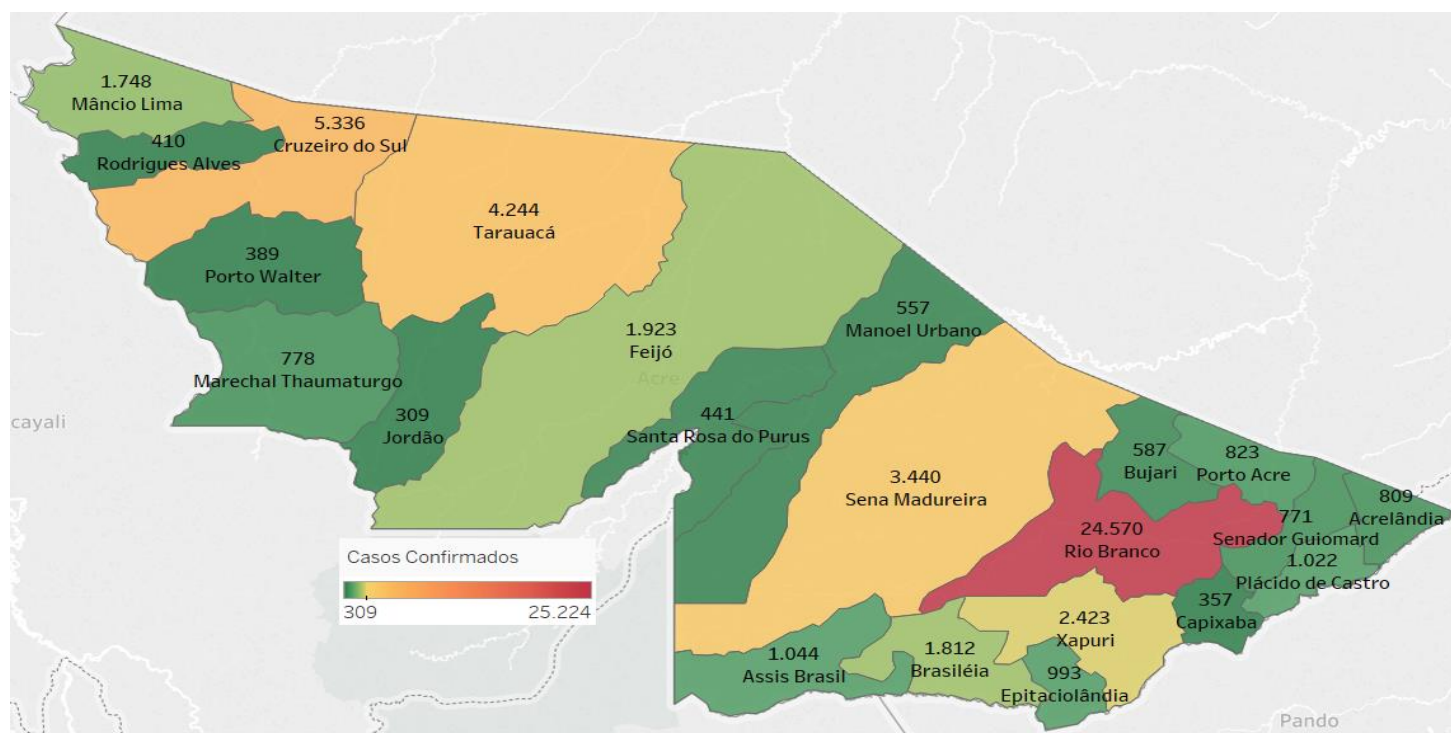 1.748
Mâncio Lima
410
Rodrigues Alves
5.336
Cruzeiro do Sul
4.244
Tarauacá
389
Porto Walter
778
Marechal Thaumaturgo
309
Jordão
1.923
Feijó
Acre
557
Manoel Urbano
441
Santa Rosa do Purus
3.440
Sena Madureira
587
Bujari
823
Porto Acre
809
Acrelândia
771
Senador Guiomard
24.570
Rio Branco
1.022
Plácido de Castro
357
Capixaba
2.423
Xapuri
1.812
Brasiléia
1.044
Assis Brasil
993
Epitaciolândia
cayali
Casos Confirmados
309 25.224
Pando